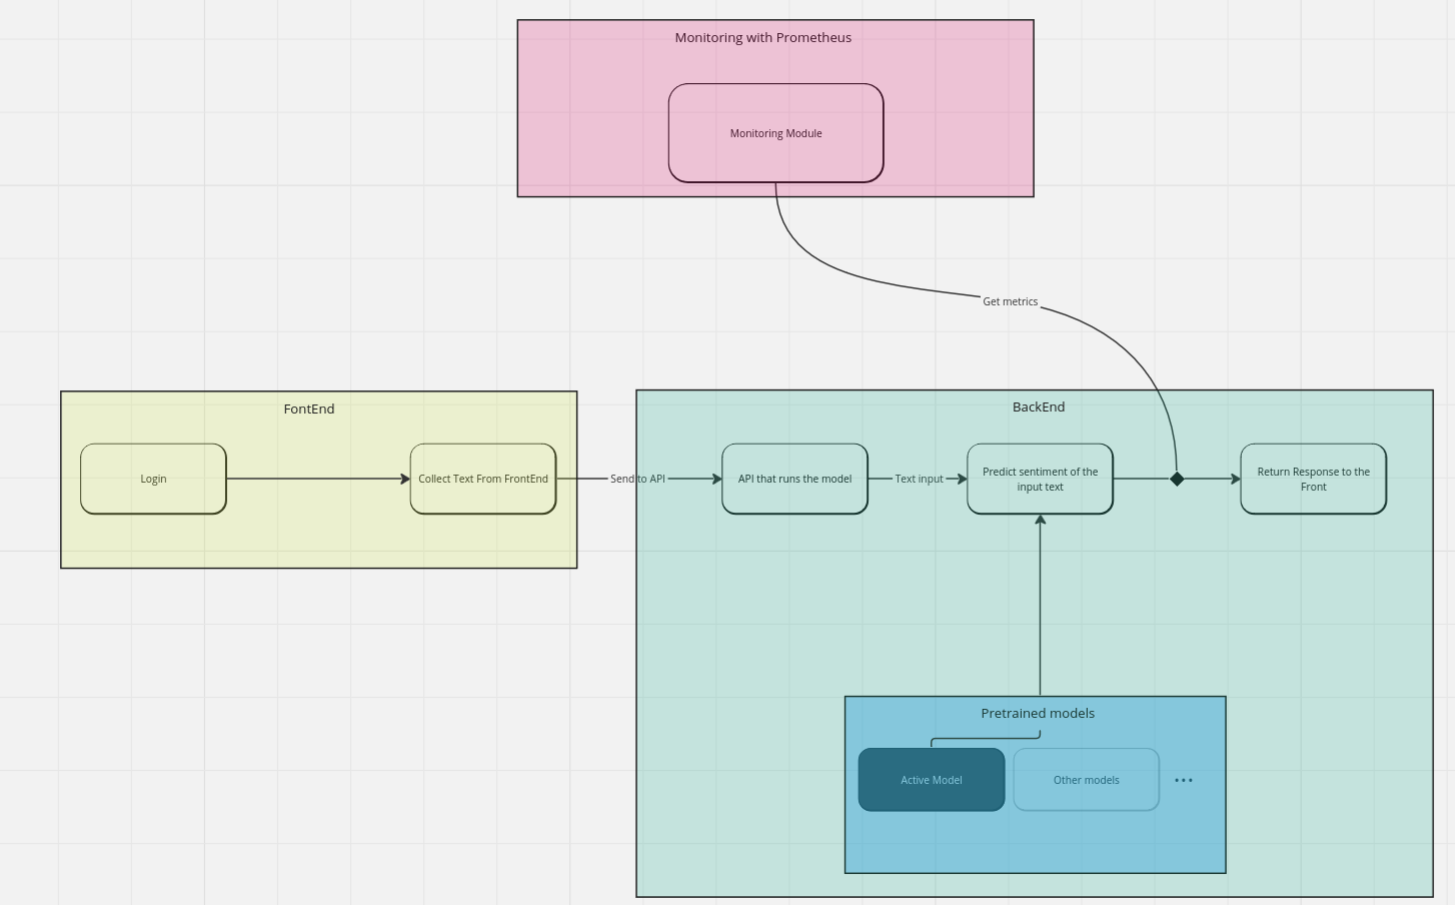 Monitoring with Prometheus
Monitoring Module
Get metrics
FontEnd
Login
Collect Text From FrontEnd
Send to API
BackEnd
API that runs the model
Text input
Predict sentiment of the
input text
Return Response to the
Front
Pretrained models
Active Model
Other models
...